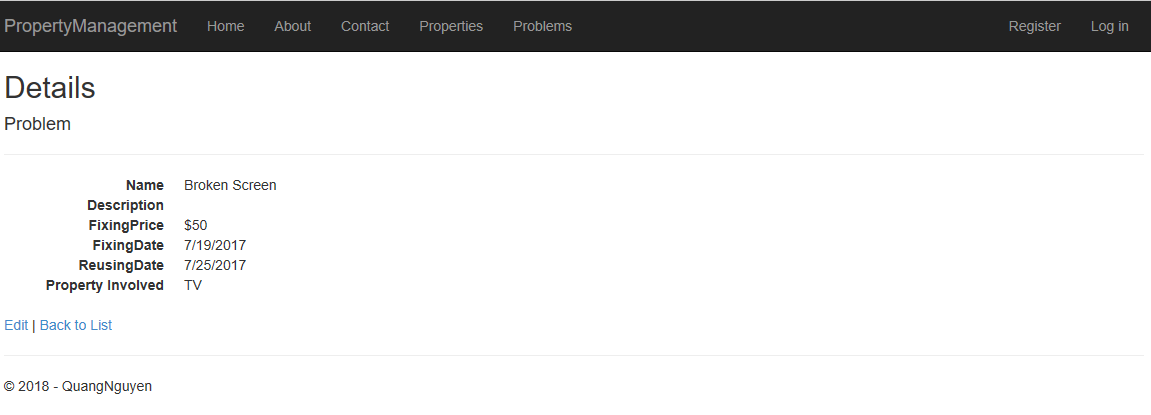 PropertyManagement Home About Contact Properties Problems Register Log in
Details
Problem
Name Broken Screen
Description
FixingPrice $50
FixingDate 7/19/2017
ReusingDate 7/25/2017
Property Involved TV
Edit | Back to List
© 2018 - QuangNguyen